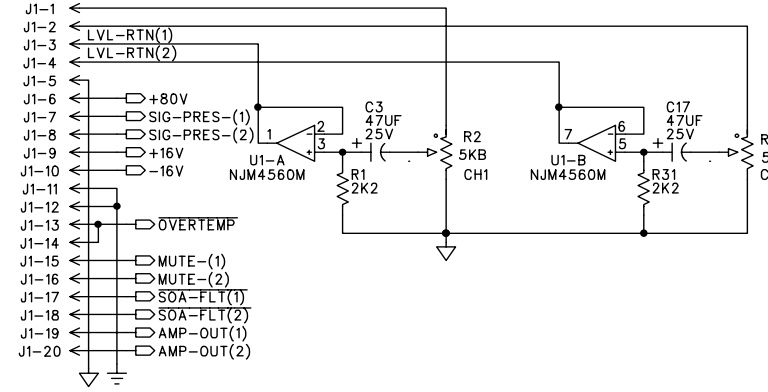 J1-1
J1-2
J1-3 LVL-RTN(1)
J1-4 LVL-RTN(2)
J1-5
J1-6 +80V
J1-7 SIG-PRES-(1)
J1-8 SIG-PRES-(2)
J1-9 +16V
J1-10 -16V
J1-11
J1-12
J1-13 OVERTEMP
J1-14
J1-15 MUTE-(1)
J1-16 MUTE-(2)
J1-17 SOA-FLT(1)
J1-18 SOA-FLT(2)
J1-19 AMP-OUT(1)
J1-20 AMP-OUT(2)
1
2
3
+
-
U1-A
NJM4560M
C3
47UF
25V
+
R1
2K2
R2
5KB
CH1
7
6
5
+
-
U1-B
NJM4560M
C17
47UF
25V
+
R31
2K2
R
5
C